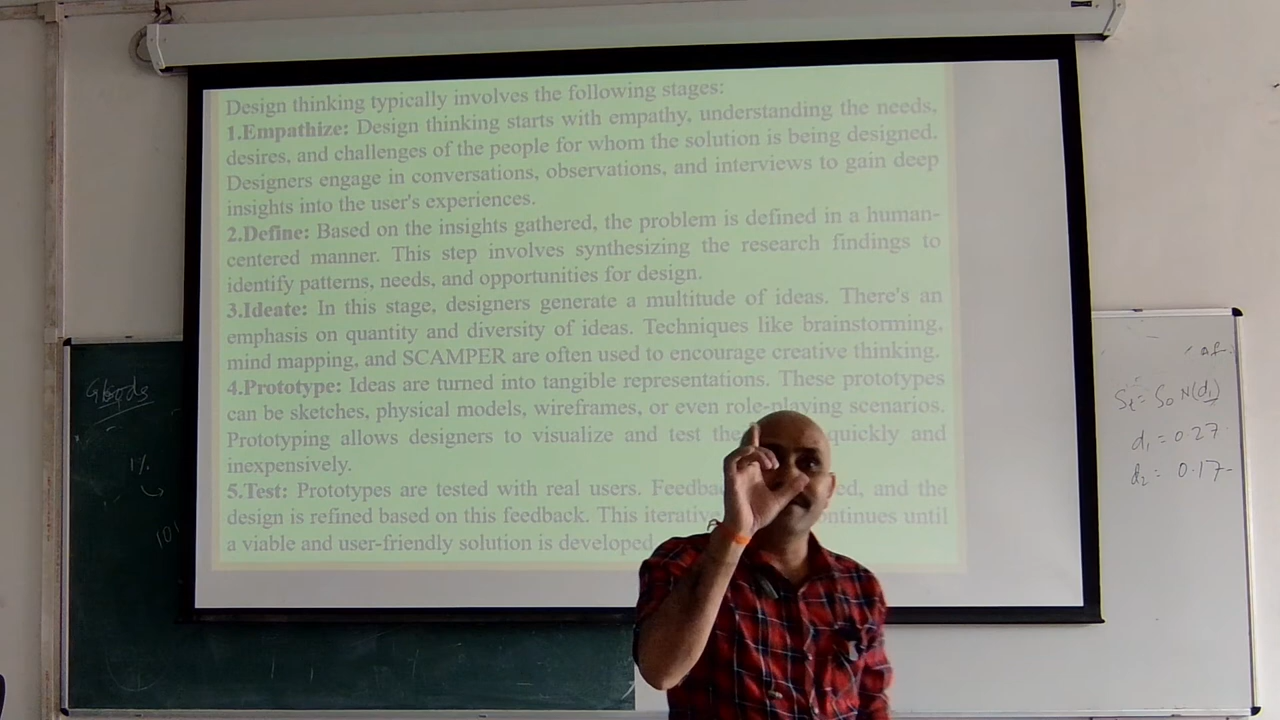 Design thinking typically involves the following stages:
1.Empathize: Design thinking starts with empathy, understanding the needs,
desires, and challenges of the people for whom the solution is being designed.
Designers engage in conversations, observations, and interviews to gain deep
insights into the user's experiences.
2.Define: Based on the insights gathered, the problem is defined in a human-
centered manner. This step involves synthesizing the research findings to
identify patterns, needs, and opportunities for design.
3.Ideate: In this stage, designers generate a multitude of ideas. There's an
emphasis on quantity and diversity of ideas. Techniques like brainstorming,
mind mapping, and SCAMPER are often used to encourage creative thinking.
4.Prototype: Ideas are turned into tangible representations. These prototypes
can be sketches, physical models, wireframes, or even role-playing scenarios.
Prototyping allows designers to visualize and test quickly and
inexpensively.
5.Test: Prototypes are tested with real users. and the
design is refined based on this feedback. This until
a viable and user-friendly solution is developed
1%
d₁ = 0.27
d₂ = 0.17